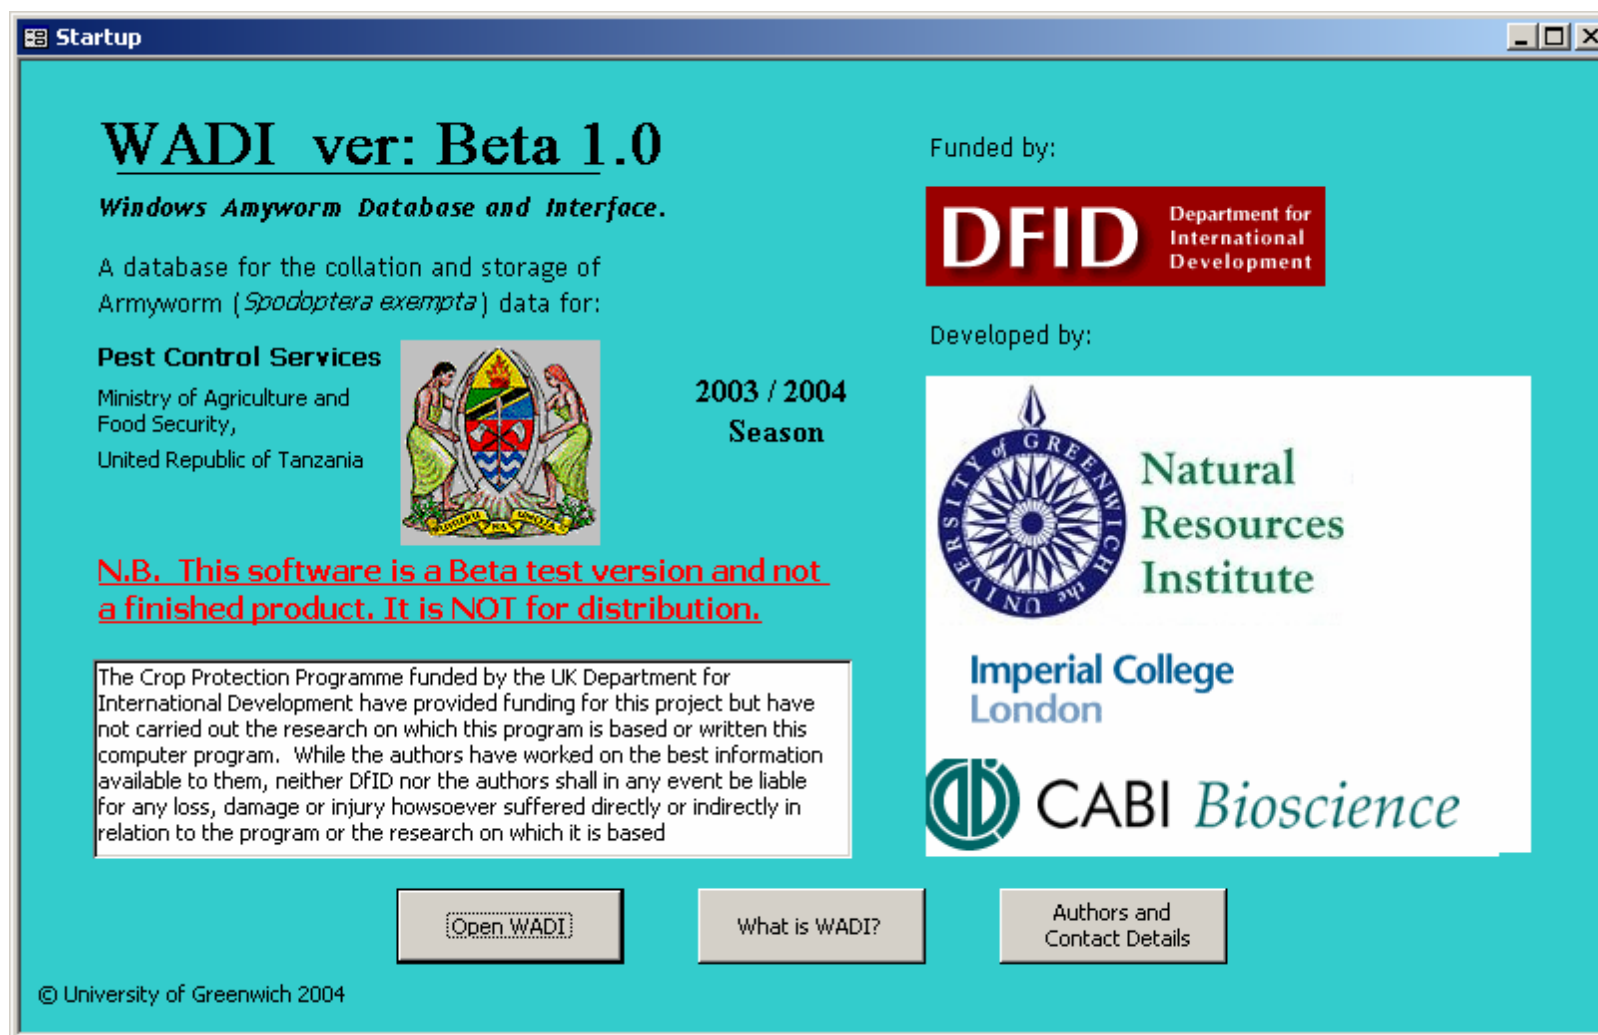 Startup
WADI ver: Beta 1.0
Windows Amyworm Database and Interface.
A database for the collation and storage of
Armyworm (Spodoptera exempta) data for:
Pest Control Services
Ministry of Agriculture and
Food Security,
United Republic of Tanzania
2003 / 2004
Season
N.B. This software is a Beta test version and not
a finished product. It is NOT for distribution.
The Crop Protection Programme funded by the UK Department for
International Development have provided funding for this project but have
not carried out the research on which this program is based or written this
computer program. While the authors have worked on the best information
available to them, neither DfID nor the authors shall in any event be liable
for any loss, damage or injury howsoever suffered directly or indirectly in
relation to the program or the research on which it is based
Funded by:
DFID
Department for
International
Development
Developed by:
the UNIVERSITY of GREENWICH
Natural
Resources
Institute
Imperial College
London
CABI Bioscience
Open WADI
What is WADI?
Authors and
Contact Details
© University of Greenwich 2004